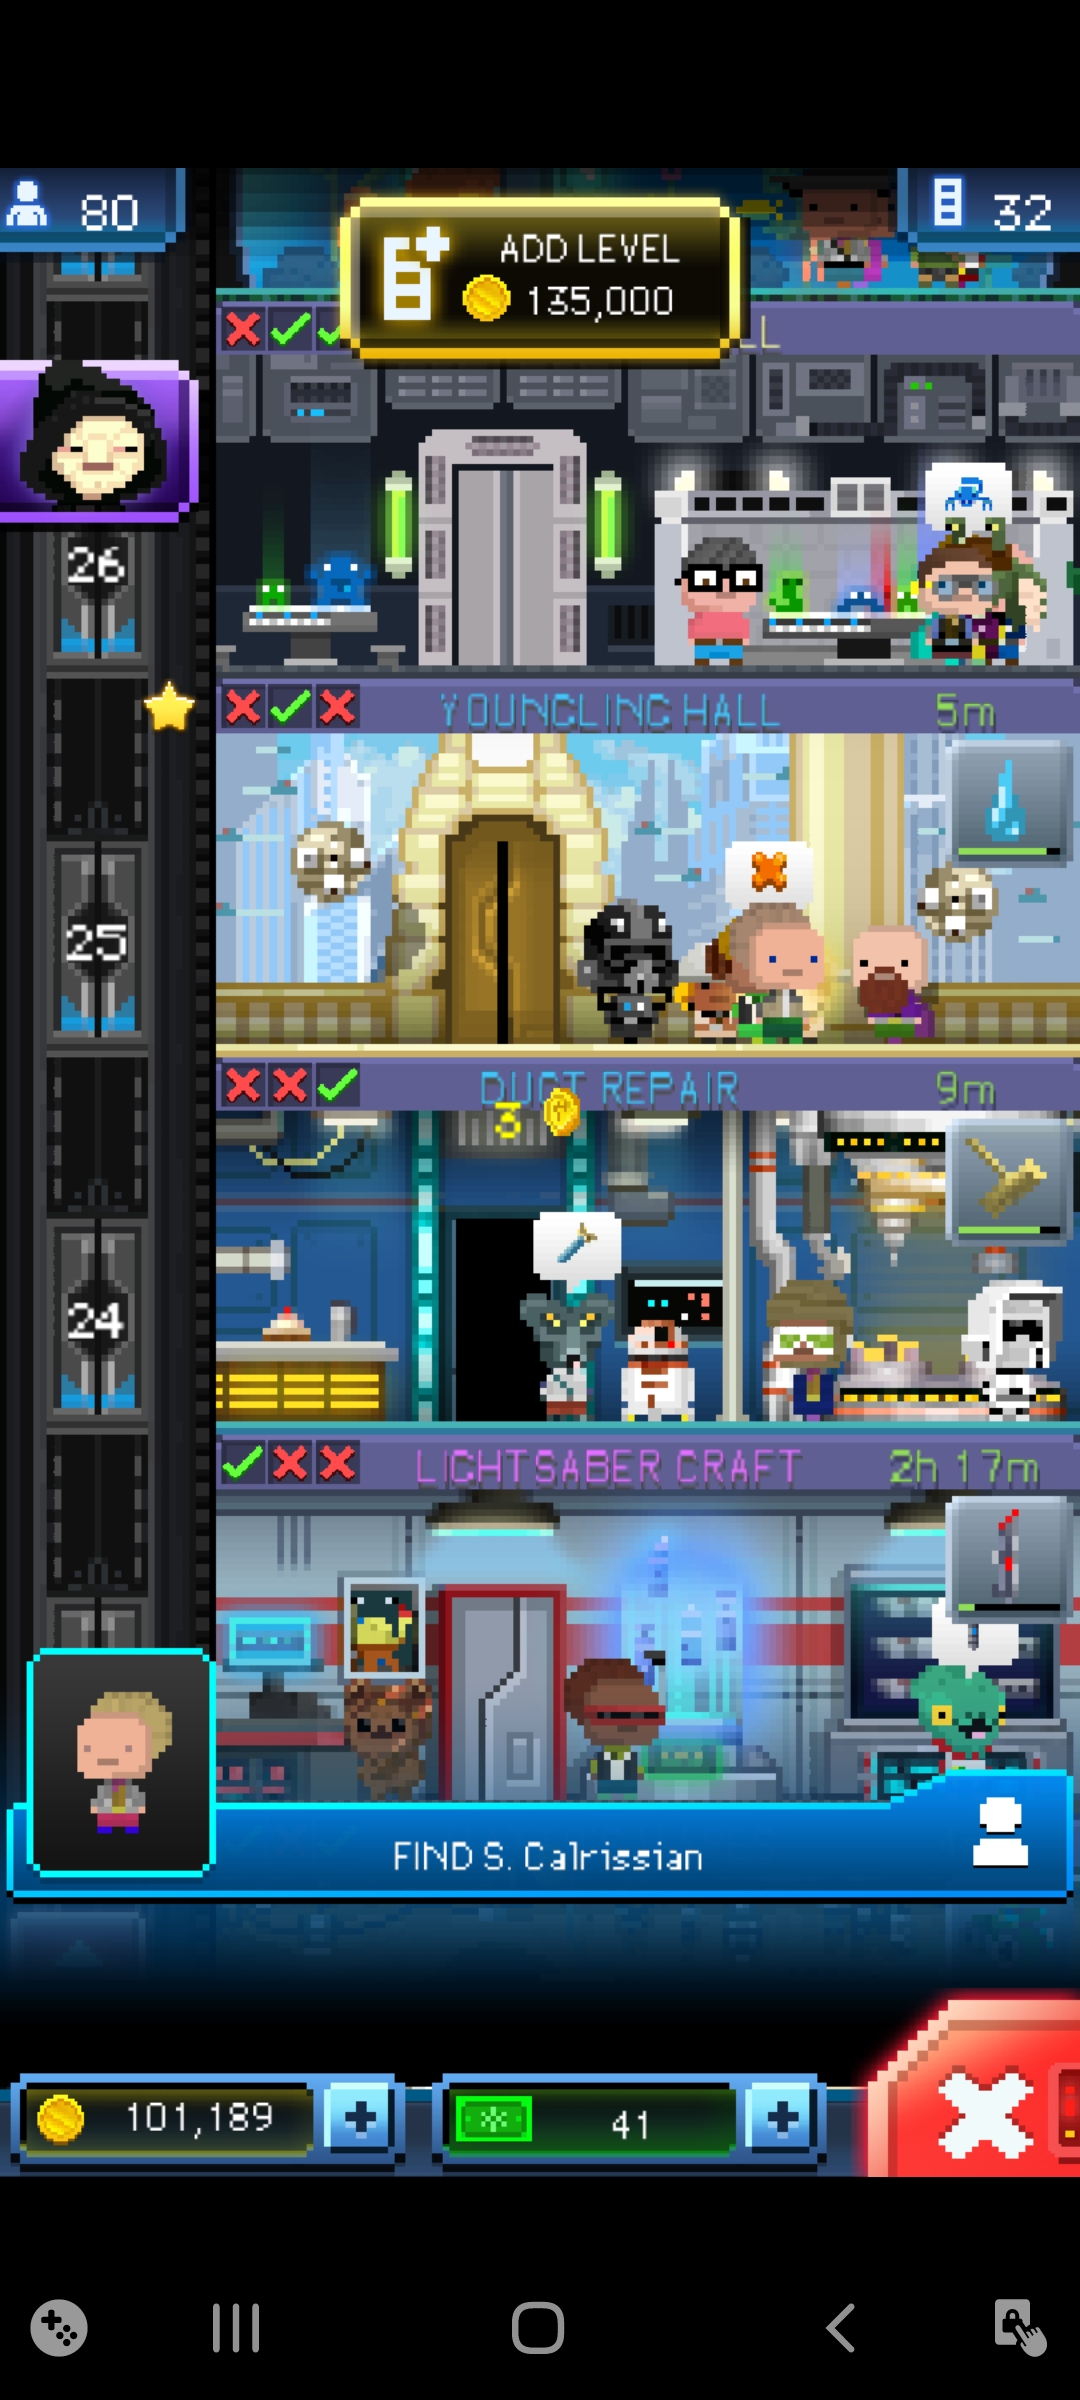 80
32
ADD LEVEL
135,000
LL
26
YOUNGLING HALL
5m
25
DUCT REPAIR
9m
3
24
LIGHTSABER CRAFT
2h 17m
FIND S. Calrissian
101,189
41